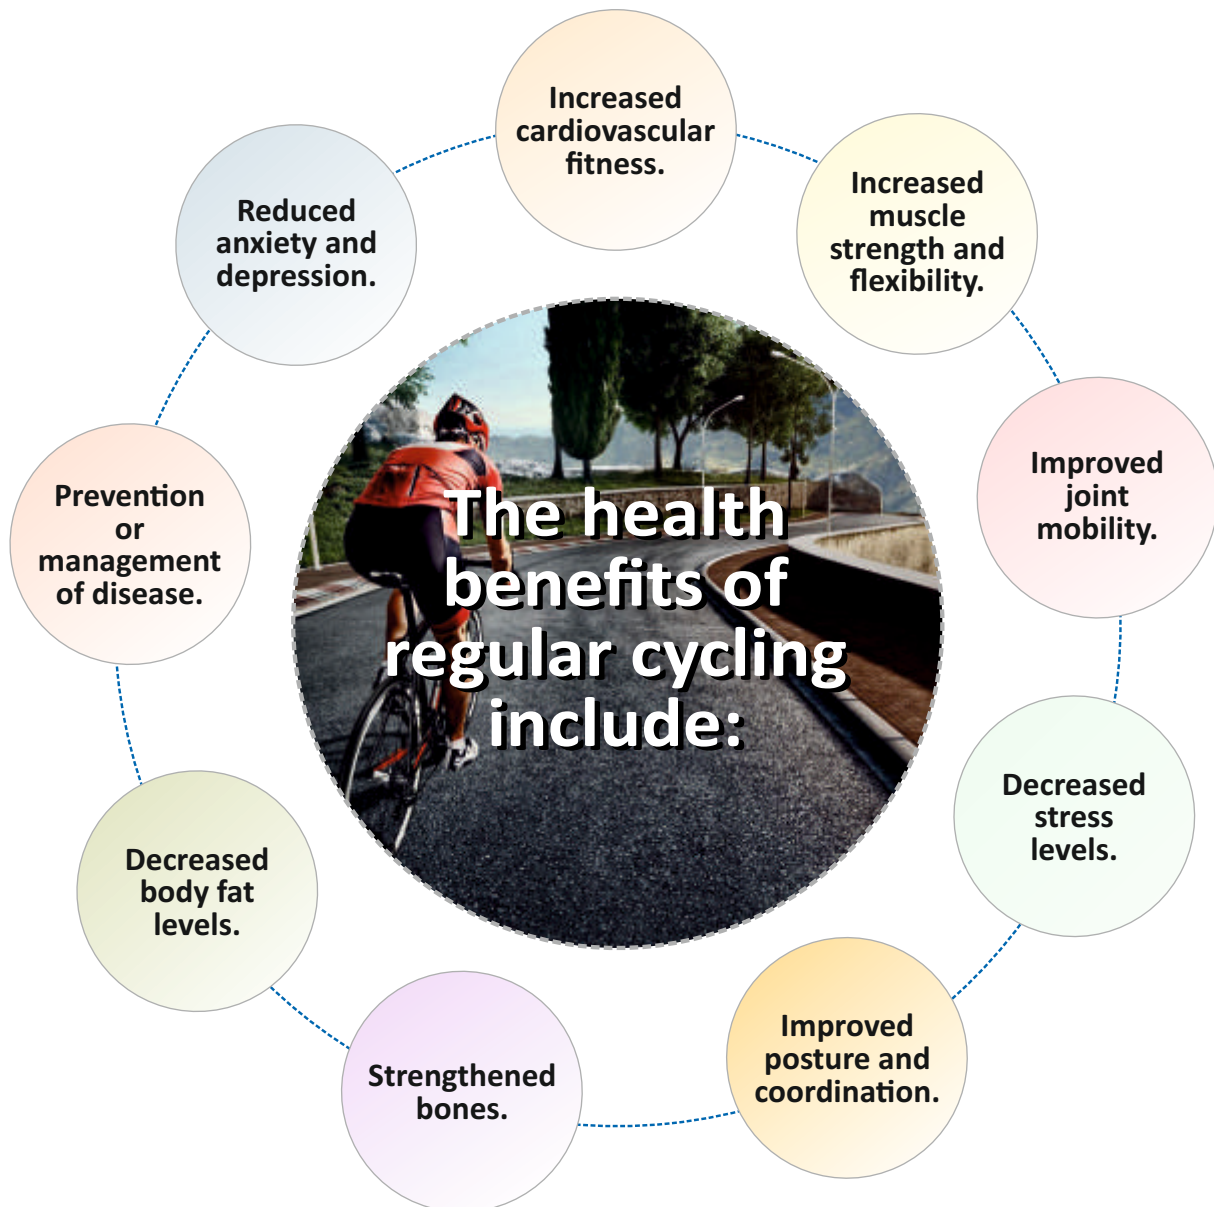 The health
benefits of
regular cycling
include:
Increased
cardiovascular
fitness.
Increased
muscle
strength and
flexibility.
Improved
joint
mobility.
Decreased
stress
levels.
Improved
posture and
coordination.
Strengthened
bones.
Decreased
body fat
levels.
Prevention
or
management
of disease.
Reduced
anxiety and
depression.